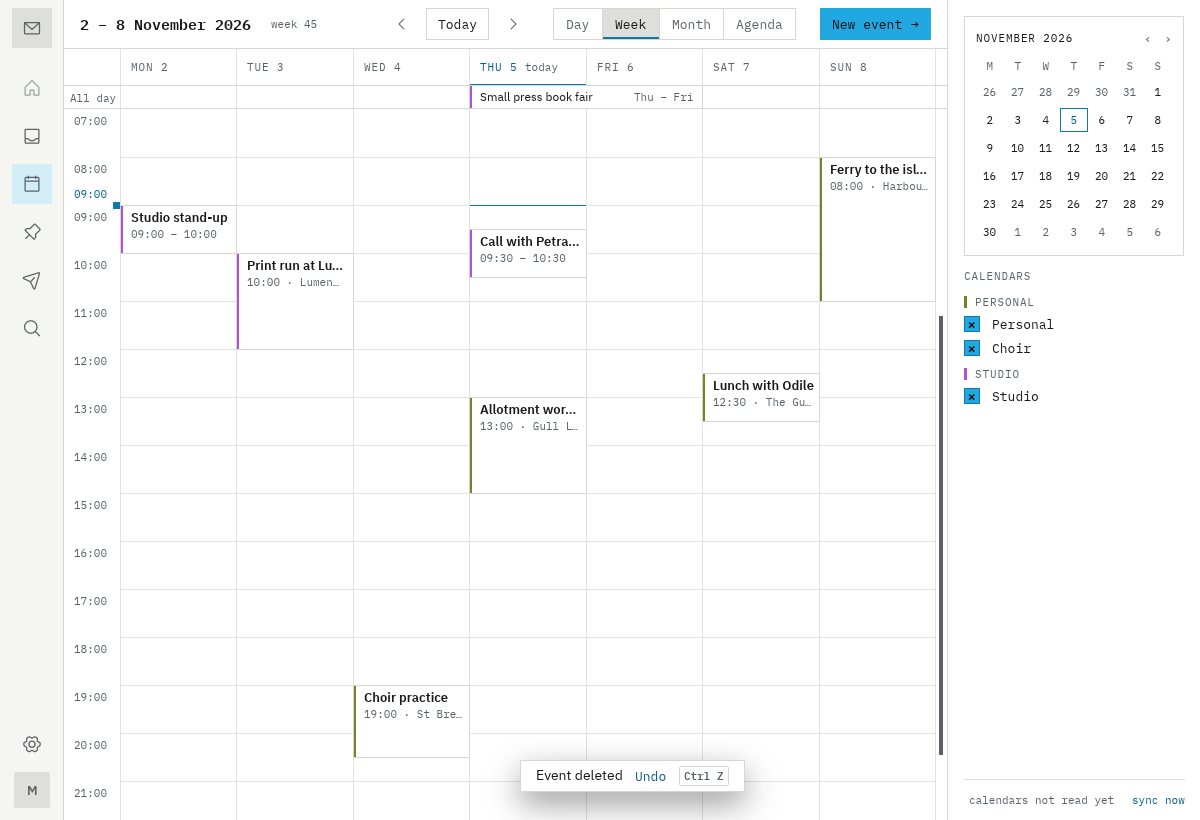 2 – 8 November 2026 week 45 Today Day Week Month Agenda New event →
MON 2 TUE 3 WED 4 THU 5 today FRI 6 SAT 7 SUN 8
All day Small press book fair Thu – Fri
07:00
08:00
09:00
09:00
10:00
11:00
12:00
13:00
14:00
15:00
16:00
17:00
18:00
19:00
20:00
21:00
Studio stand-up
09:00 – 10:00
Print run at Lu…
10:00 · Lumen…
Choir practice
19:00 · St Bre…
Call with Petra…
09:30 – 10:30
Allotment wor…
13:00 · Gull L…
Lunch with Odile
12:30 · The Gu…
Ferry to the isl…
08:00 · Harbou…
Event deleted Undo Ctrl Z
M
NOVEMBER 2026 ‹ ›
M T W T F S S
26 27 28 29 30 31 1
2 3 4 5 6 7 8
9 10 11 12 13 14 15
16 17 18 19 20 21 22
23 24 25 26 27 28 29
30 1 2 3 4 5 6
CALENDARS
PERSONAL
Personal
Choir
STUDIO
Studio
calendars not read yet sync now